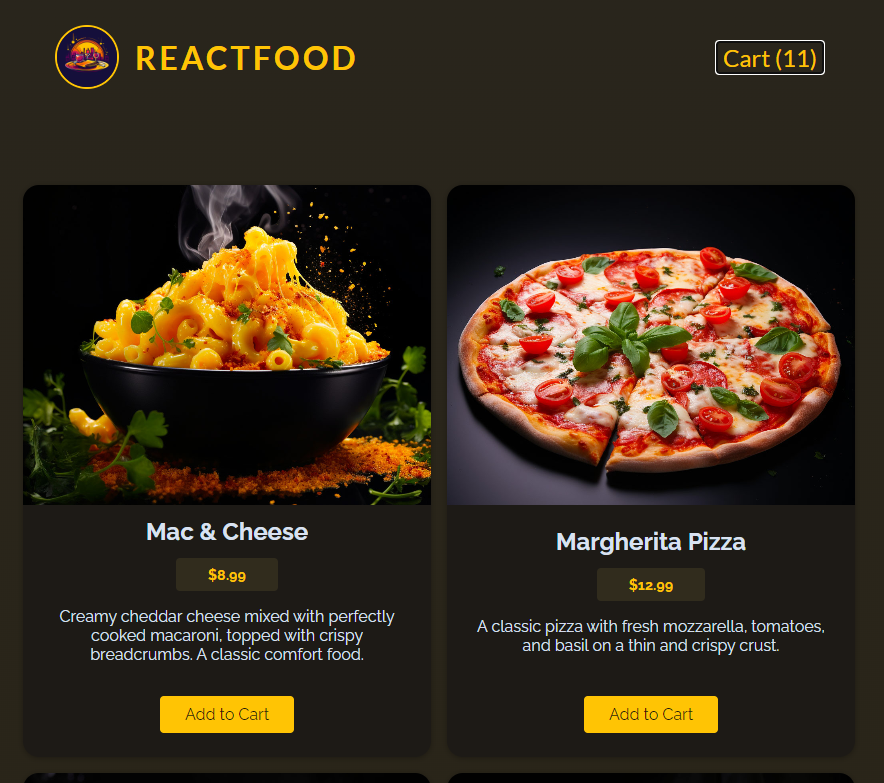 REACTFOOD
Cart (11)
Mac & Cheese
$8.99
Creamy cheddar cheese mixed with perfectly
cooked macaroni, topped with crispy
breadcrumbs. A classic comfort food.
Add to Cart
Margherita Pizza
$12.99
A classic pizza with fresh mozzarella, tomatoes,
and basil on a thin and crispy crust.
Add to Cart